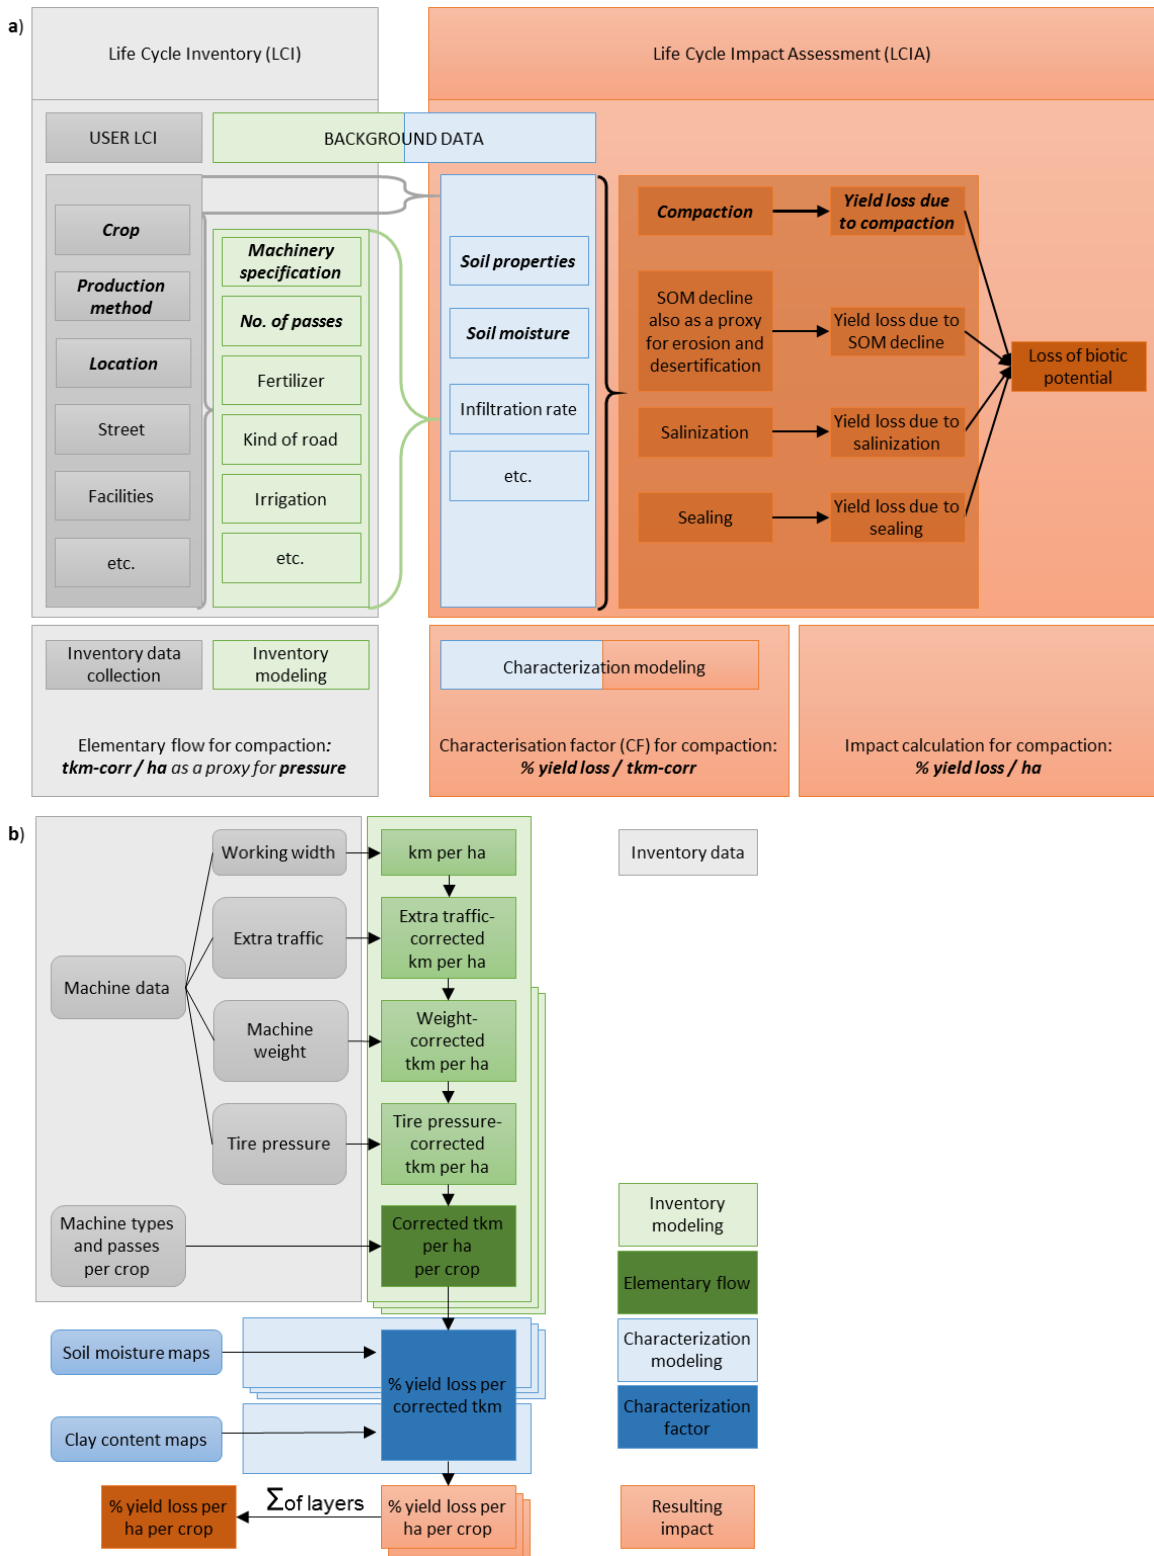 a)
Life Cycle Inventory (LCI)
Life Cycle Impact Assessment (LCIA)
USER LCI
BACKGROUND DATA
Crop
Production
method
Location
Street
Facilities
etc.
Machinery
specification
No. of passes
Fertilizer
Kind of road
Irrigation
etc.
Soil properties
Soil moisture
Infiltration rate
etc.
Compaction
Yield loss due
to compaction
SOM decline
also as a proxy
for erosion and
desertification
Yield loss due to
SOM decline
Salinization
Yield loss due to
salinization
Sealing
Yield loss due to
sealing
Loss of biotic
potential
Inventory data
collection
Inventory
modeling
Characterization modeling
Elementary flow for compaction:
tkm-corr / ha as a proxy for pressure
Characterisation factor (CF) for compaction:
% yield loss / tkm-corr
Impact calculation for compaction:
% yield loss / ha
b)
Machine data
Working width
Extra traffic
Machine
weight
Tire pressure
Machine types
and passes
per crop
km per ha
Extra traffic-
corrected
km per ha
Weight-
corrected
tkm per ha
Tire pressure-
corrected
tkm per ha
Corrected tkm
per ha
per crop
Soil moisture maps
Clay content maps
% yield loss per
corrected tkm
% yield loss per
ha per crop
Σof layers
% yield loss per
ha per crop
Inventory data
Inventory
modeling
Elementary flow
Characterization
modeling
Characterization
factor
Resulting
impact